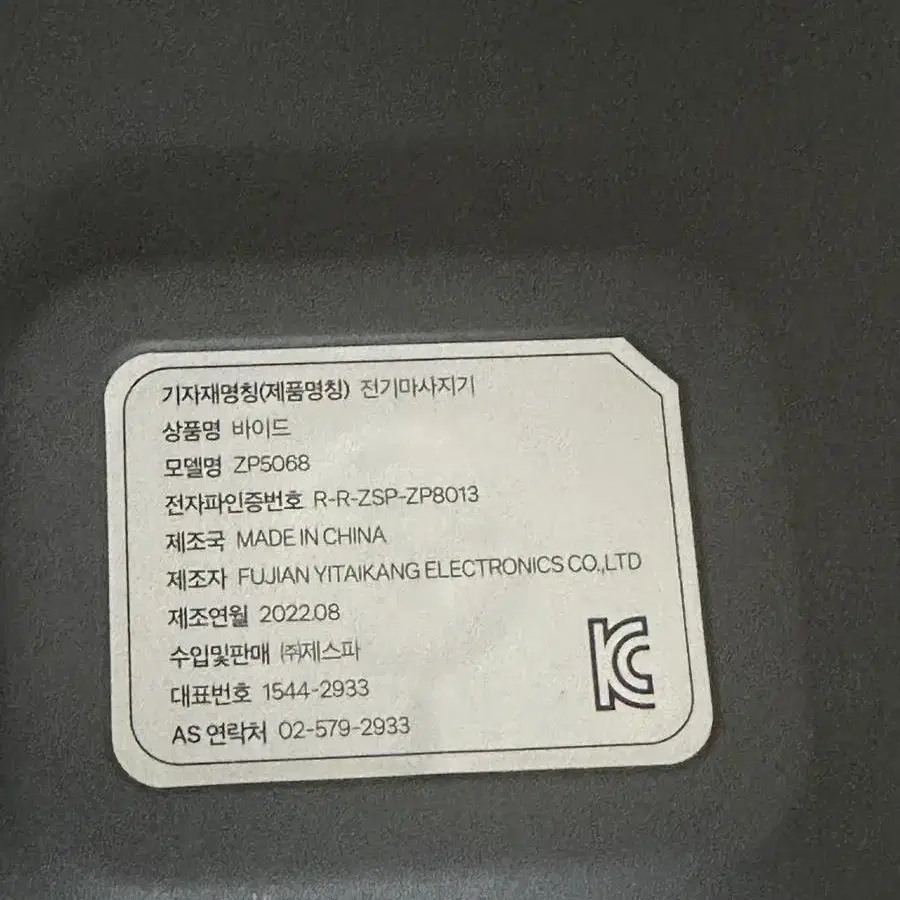 기자재명칭(제품명칭) 전기마사지기
상품명 바이드
모델명 ZP5068
전자파인증번호 R-R-ZSP-ZP8013
제조국 MADE IN CHINA
제조자 FUJIAN YITAIKANG ELECTRONICS CO.,LTD
제조연월 2022.08
수입및판매 ㈜제스파
대표번호 1544-2933
AS 연락처 02-579-2933